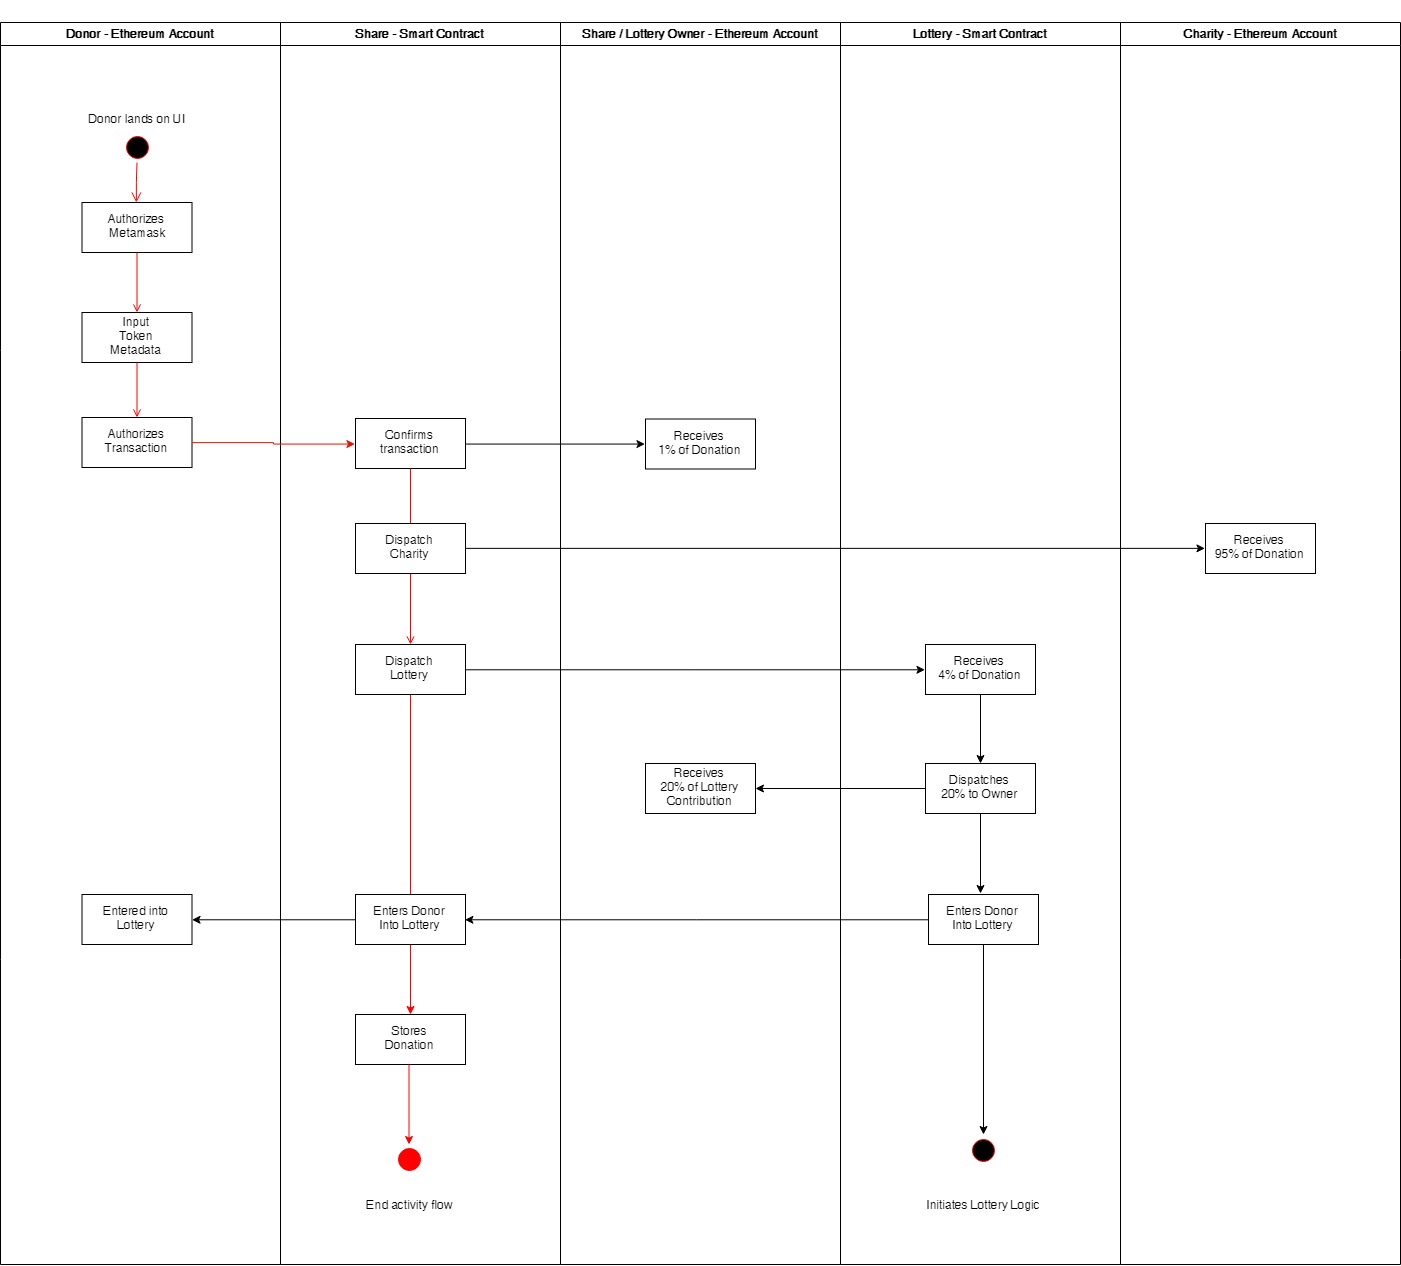 Donor - Ethereum Account
Share - Smart Contract
Share / Lottery Owner - Ethereum Account
Lottery - Smart Contract
Charity - Ethereum Account
Donor lands on UI
Authorizes
Metamask
Input
Token
Metadata
Authorizes
Transaction
Confirms
transaction
Receives
1% of Donation
Dispatch
Charity
Receives
95% of Donation
Dispatch
Lottery
Receives
4% of Donation
Receives
20% of Lottery
Contribution
Dispatches
20% to Owner
Entered into
Lottery
Enters Donor
Into Lottery
Enters Donor
Into Lottery
Stores
Donation
End activity flow
Initiates Lottery Logic